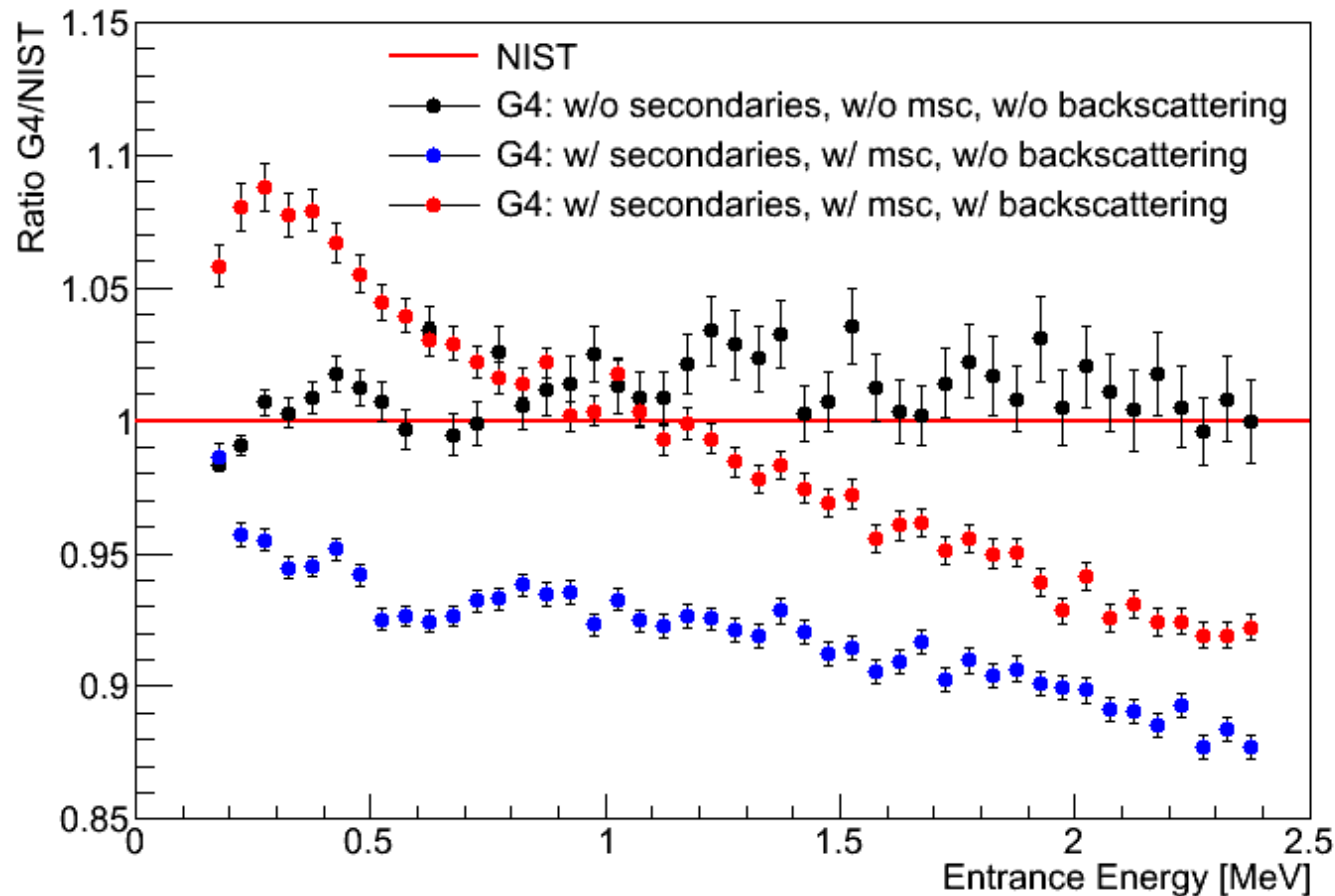 Ratio G4/NIST
1.15
1.1
1.05
1
0.95
0.9
0.85
NIST
G4: w/o secondaries, w/o msc, w/o backscattering
G4: w/ secondaries, w/ msc, w/o backscattering
G4: w/ secondaries, w/ msc, w/ backscattering
0 0.5 1 1.5 2 2.5
Entrance Energy [MeV]